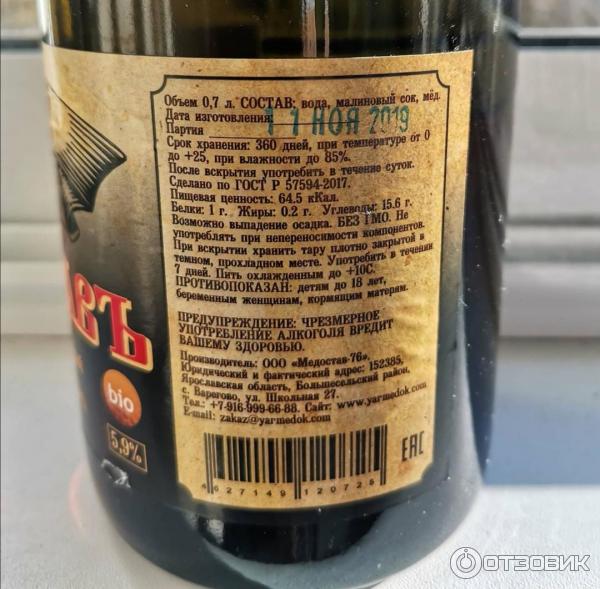 Объем 0,7 л. СОСТАВ: вода, малиновый сок, мёд.
Дата изготовления:
Партия
11 НОЯ 2019
Срок хранения: 360 дней, при температуре от 0
до +25, при влажности до 85%.
После вскрытия употребить в течение суток.
Сделано по ГОСТ Р 57594-2017.
Пищевая ценность: 64.5 кКал.
Белки: 1 г. Жиры: 0.2 г. Углеводы: 15.6 г.
Возможно выпадение осадка. БЕЗ ГМО. Не
употреблять при непереносимости компонентов.
При вскрытии хранить тару плотно закрытой в
темном, прохладном месте. Употребить в течении
7 дней. Пить охлажденным до +10С.
ПРОТИВОПОКАЗАН: детям до 18 лет,
беременным женщинам, кормящим матерям.
ПРЕДУПРЕЖДЕНИЕ: ЧРЕЗМЕРНОЕ
УПОТРЕБЛЕНИЕ АЛКОГОЛЯ ВРЕДИТ
ВАШЕМУ ЗДОРОВЬЮ.
Производитель: ООО «Медостав-76».
Юридический и фактический адрес: 152385,
Ярославская область, Большесельский район,
с. Варегово, ул. Школьная 27.
Тел.: +7-916-999-66-88. Сайт: www.yarmedok.com
E-mail: zakaz@yarmedok.com
4627149120725
EAC
вЪ
bio
5,9%
ОТЗОВИК